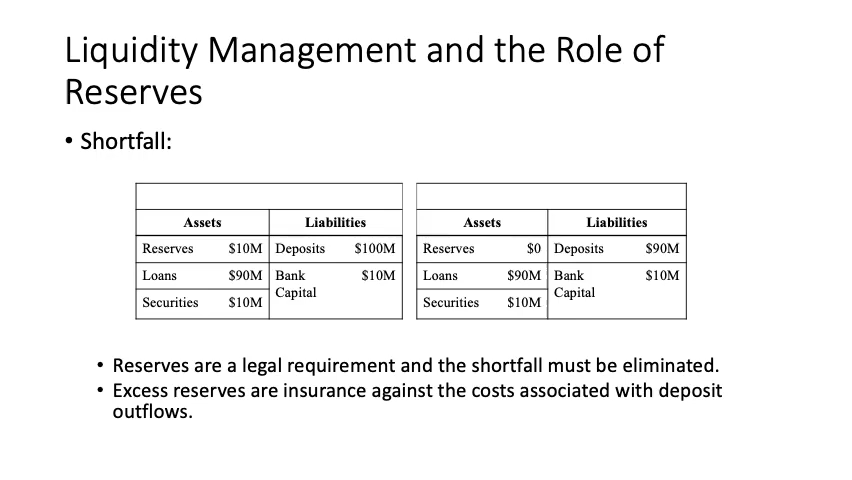 Liquidity Management and the Role of
Reserves
• Shortfall:
Assets Liabilities
Reserves $10M Deposits $100M
Loans $90M Bank Capital $10M
Securities $10M
Assets Liabilities
Reserves $0 Deposits $90M
Loans $90M Bank Capital $10M
Securities $10M
• Reserves are a legal requirement and the shortfall must be eliminated.
• Excess reserves are insurance against the costs associated with deposit
outflows.